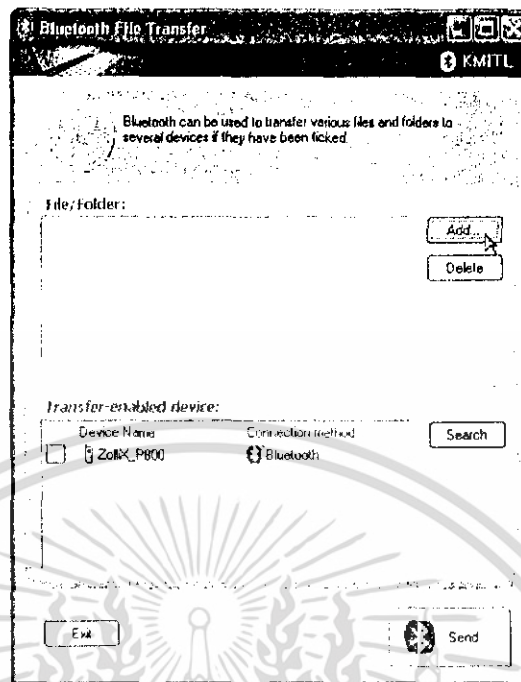 Bluetooth File Transfer
KMITL
Bluetooth can be used to transfer various files and folders to
several devices if they have been ticked.
File/Folder:
Add...
Delete
Transfer-enabled device:
Device Name Connection method
Search
ZollX_P800 Bluetooth
Exit
Send